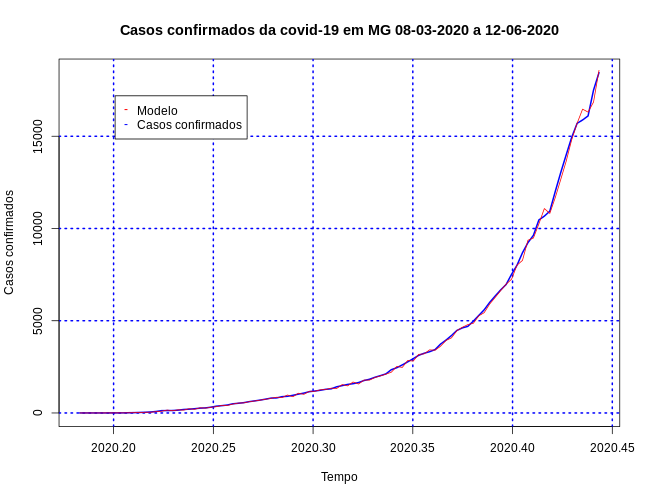 Casos confirmados da covid-19 em MG 08-03-2020 a 12-06-2020
Modelo
Casos confirmados
Casos confirmados
15000
10000
5000
0
2020.20 2020.25 2020.30 2020.35 2020.40 2020.45
Tempo